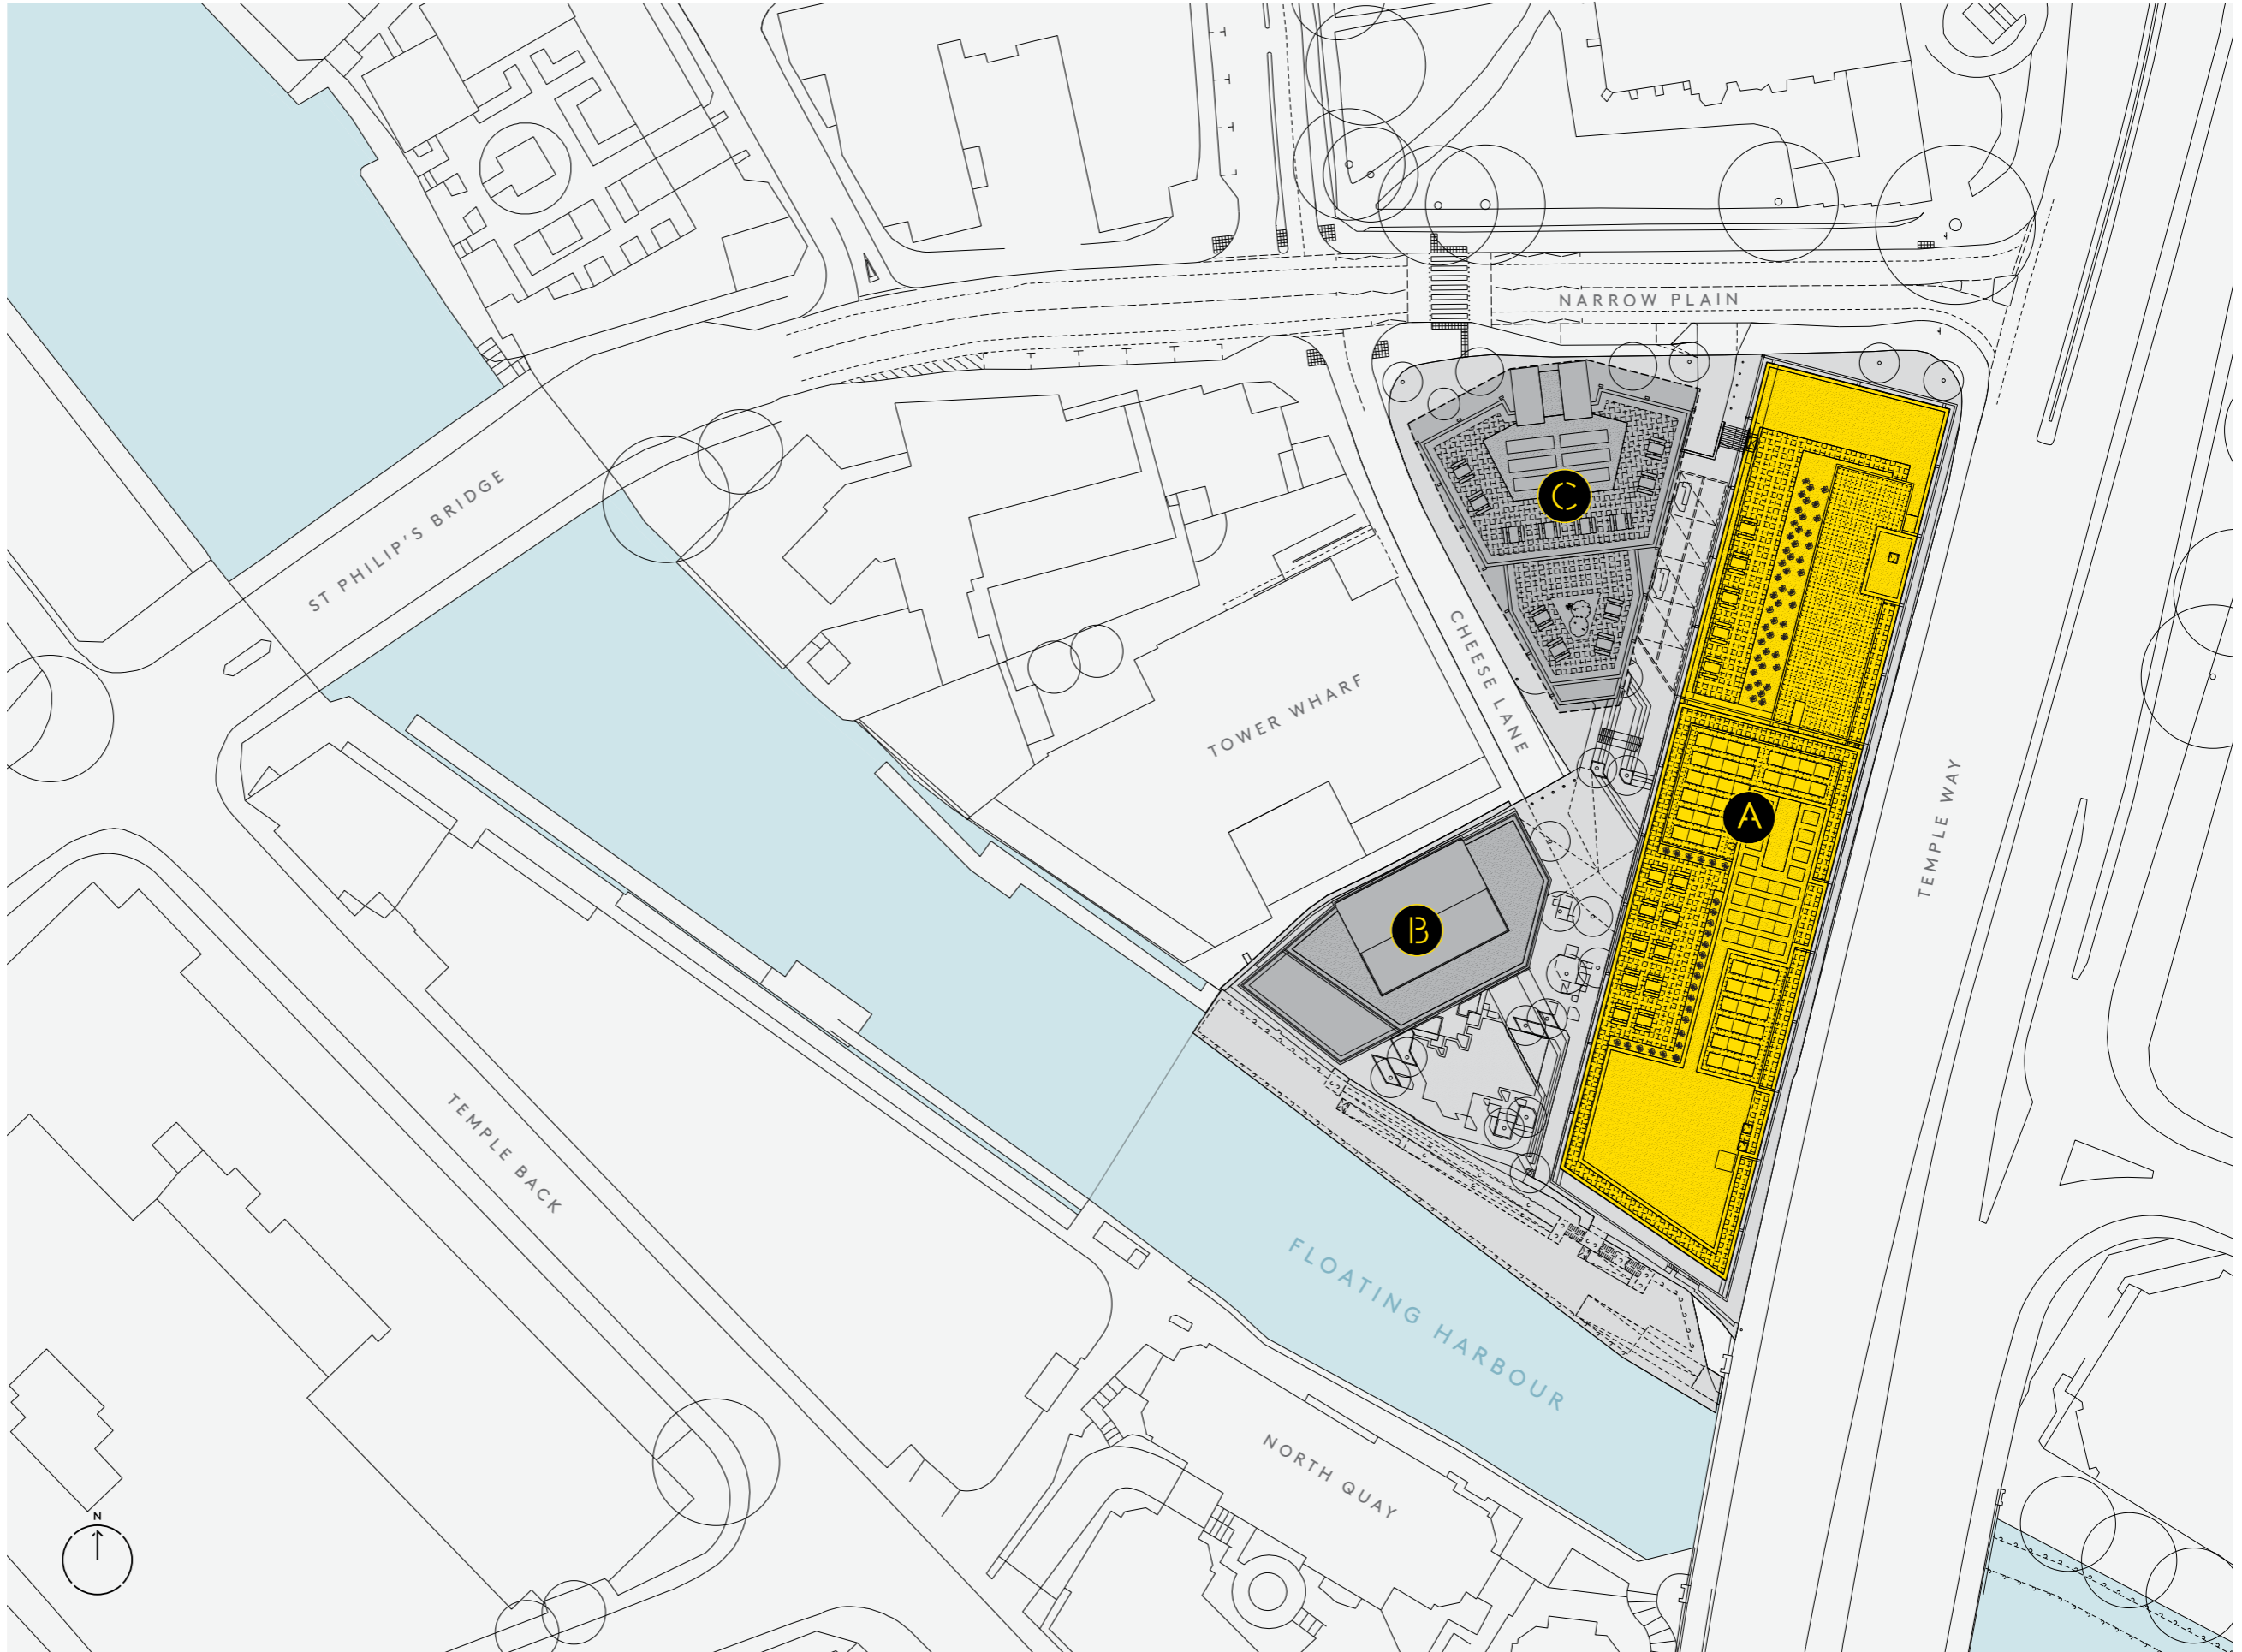 NARROW PLAIN
ST PHILIP'S BRIDGE
C
CHEESE LANE
TOWER WHARF
A
TEMPLE WAY
B
TEMPLE BACK
FLOATING HARBOUR
NORTH QUAY
N